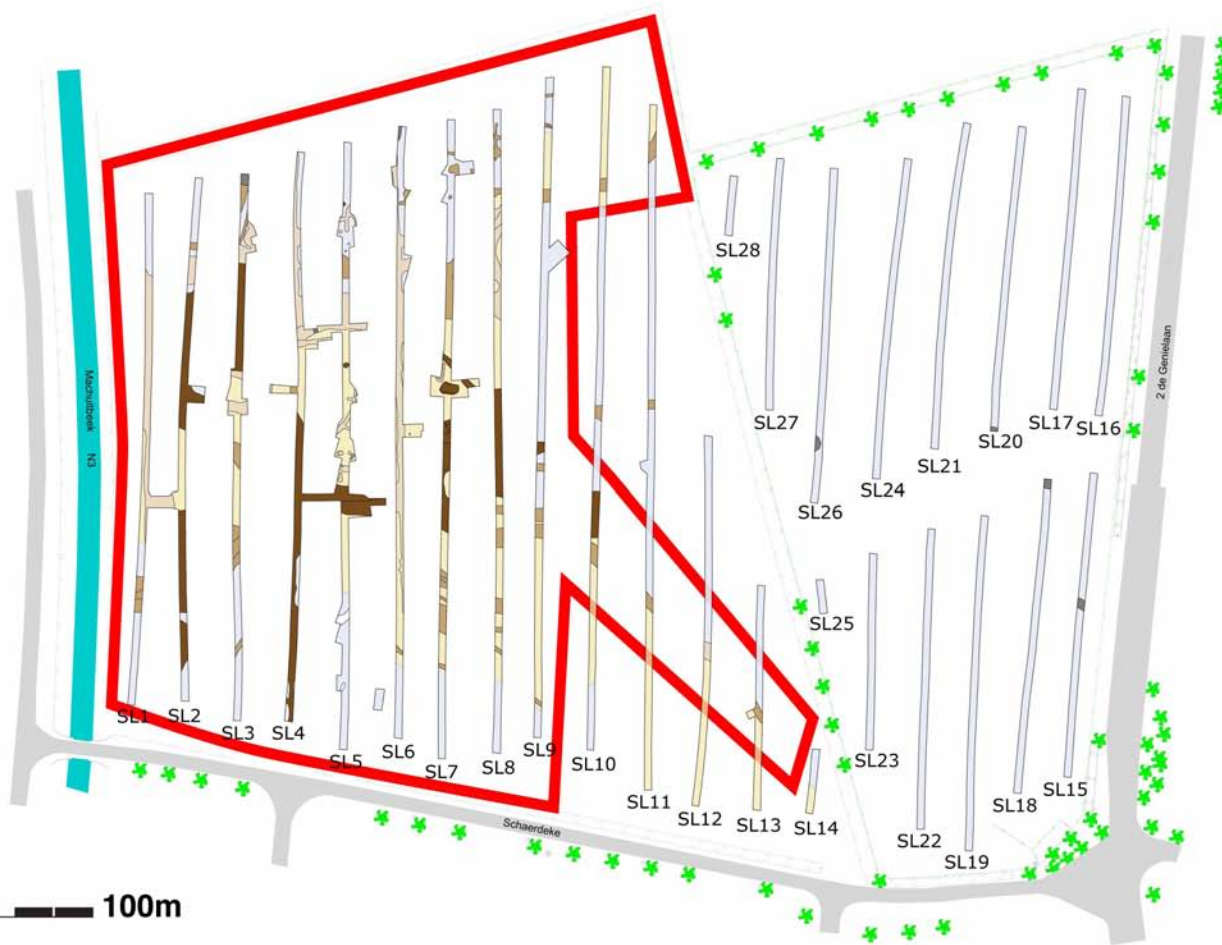 SL28
2 de Genielaan
Machuitbeek N3
SL27
SL20
SL17
SL16
SL21
SL24
SL26
SL25
SL1
SL2
SL3
SL4
SL5
SL6
SL7
SL8
SL9
SL10
SL11
SL12
SL13
SL14
SL23
SL22
SL19
SL18
SL15
Schaerdeke
100m